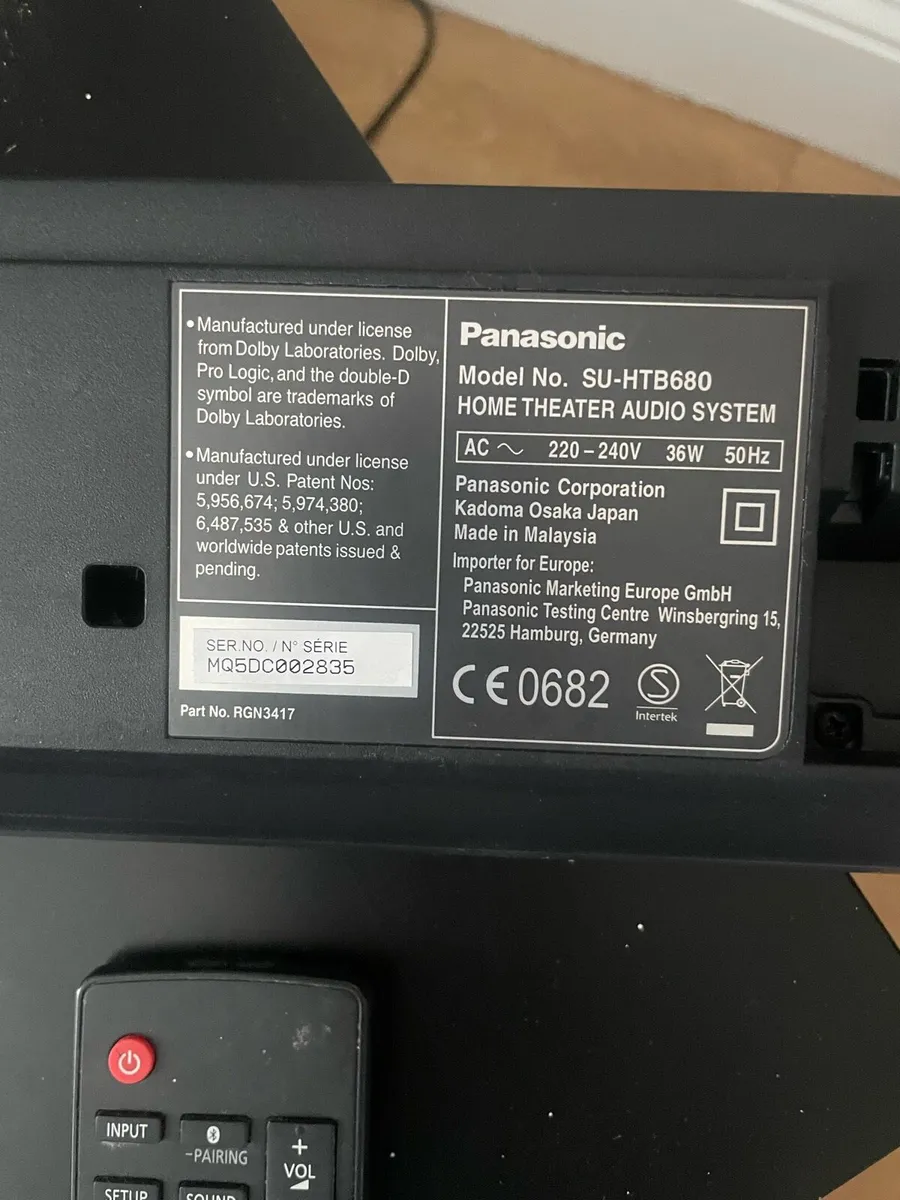 • Manufactured under license
from Dolby Laboratories. Dolby,
Pro Logic, and the double-D
symbol are trademarks of
Dolby Laboratories.
• Manufactured under license
under U.S. Patent Nos:
5,956,674; 5,974,380;
6,487,535 & other U.S. and
worldwide patents issued &
pending.
SER.NO. / N° SÉRIE
MQ5DC002835
Part No. RGN3417
Panasonic
Model No. SU-HTB680
HOME THEATER AUDIO SYSTEM
AC ~ 220 – 240V 36W 50Hz
Panasonic Corporation
Kadoma Osaka Japan
Made in Malaysia
Importer for Europe:
Panasonic Marketing Europe GmbH
Panasonic Testing Centre Winsbergring 15,
22525 Hamburg, Germany
CE 0682
S
Intertek
INPUT
-PAIRING
+
VOL
SETUP
SOUND